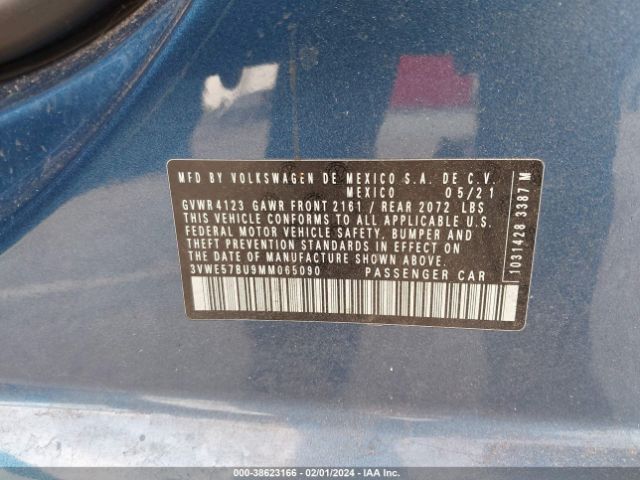 MFD BY VOLKSWAGEN DE MEXICO S.A. DE C.V.
MEXICO 05/21
GVWR 4123 GAWR FRONT 2161 / REAR 2072 LBS
THIS VEHICLE CONFORMS TO ALL APPLICABLE U.S.
FEDERAL MOTOR VEHICLE SAFETY, BUMPER AND
THEFT PREVENTION STANDARDS IN EFFECT ON
THE DATE OF MANUFACTURE SHOWN ABOVE.
3VWE57BU9MM065090 PASSENGER CAR
1031428 3387 M
000-38623166 - 02/01/2024 - IAA Inc.